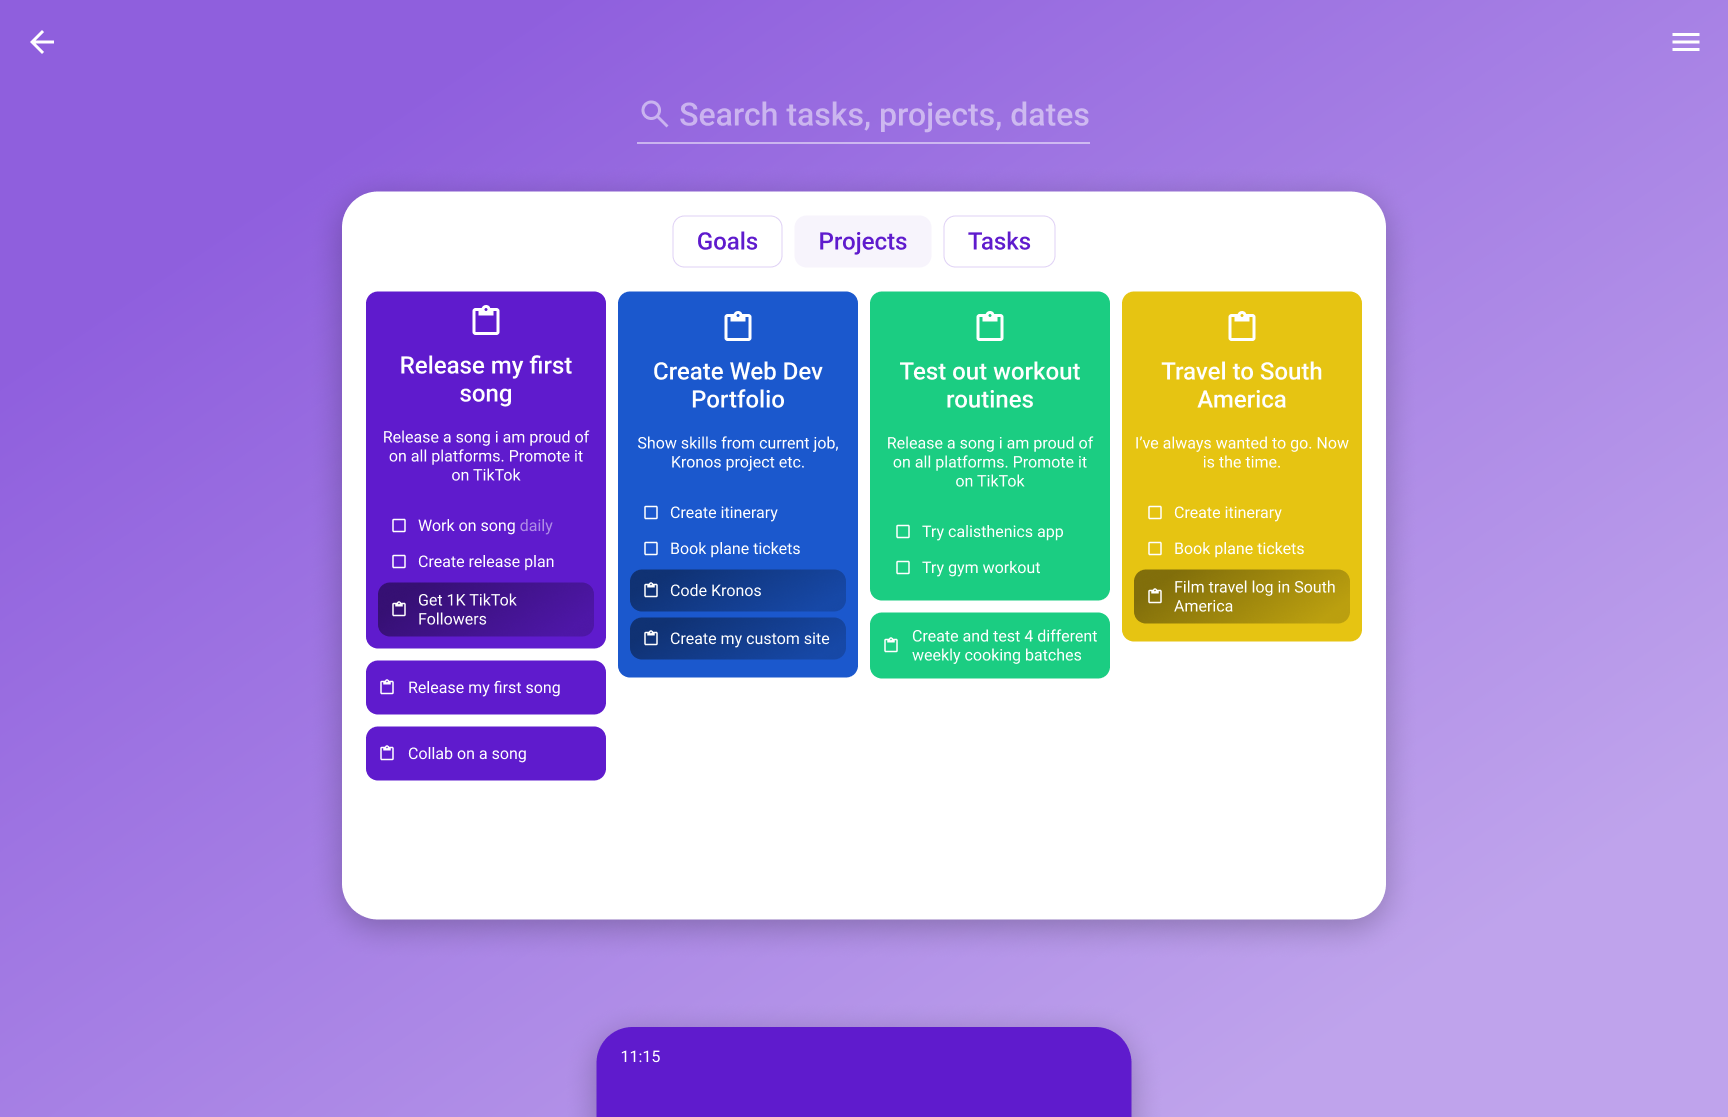 Search tasks, projects, dates
Goals
Projects
Tasks
Release my first
song
Release a song i am proud of
on all platforms. Promote it
on TikTok
Work on song daily
Create release plan
Get 1K TikTok
Followers
Release my first song
Collab on a song
Create Web Dev
Portfolio
Show skills from current job,
Kronos project etc.
Create itinerary
Book plane tickets
Code Kronos
Create my custom site
Test out workout
routines
Release a song i am proud of
on all platforms. Promote it
on TikTok
Try calisthenics app
Try gym workout
Create and test 4 different
weekly cooking batches
Travel to South
America
I've always wanted to go. Now
is the time.
Create itinerary
Book plane tickets
Film travel log in South
America
11:15